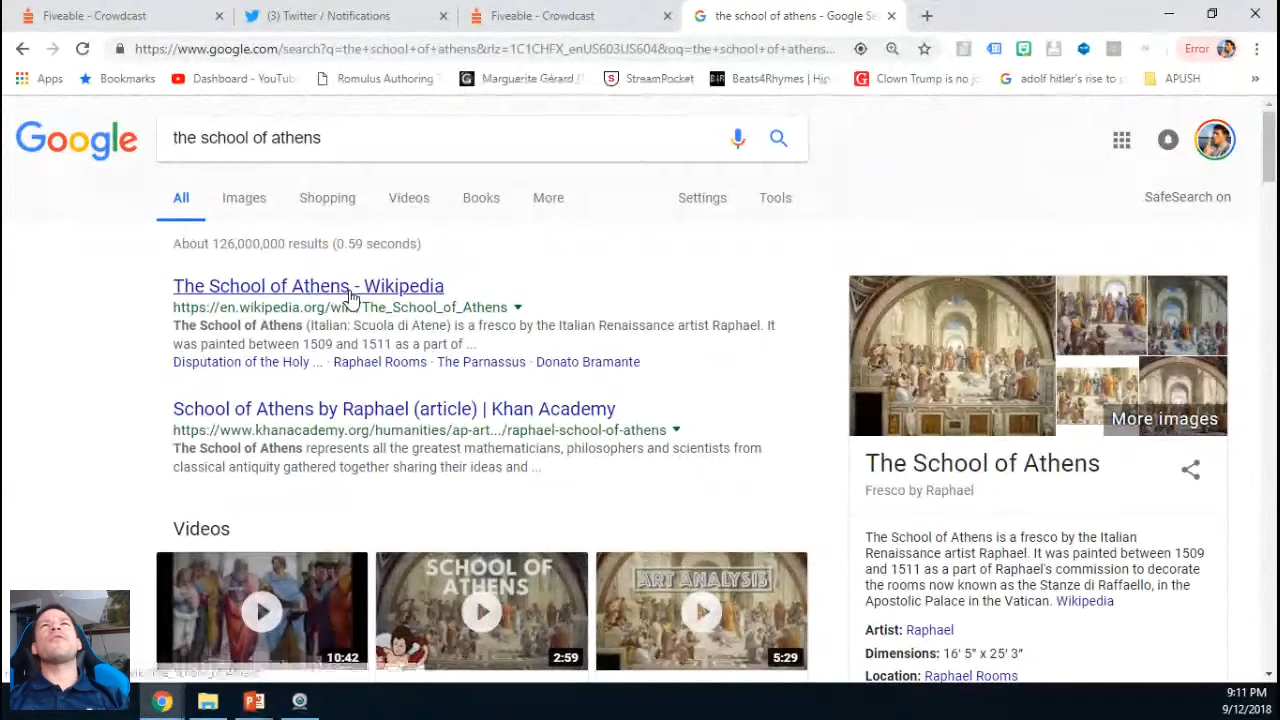 Fiveable - Crowdcast
(3) Twitter / Notifications
Fiveable - Crowdcast
the school of athens - Google Se
https://www.google.com/search?q=the+school+of+athens&rlz=1C1CHFX_enUS603US604&oq=the+school+of+athens...
Error
Apps
Bookmarks
Dashboard - YouTub
Romulus Authoring
Marguerite Gérard /
StreamPocket
Beats4Rhymes | Hip
Clown Trump is no j
adolf hitler's rise to p
APUSH
Google
the school of athens
All
Images
Shopping
Videos
Books
More
Settings
Tools
SafeSearch on
About 126,000,000 results (0.59 seconds)
The School of Athens - Wikipedia
https://en.wikipedia.org/wiki/The_School_of_Athens
The School of Athens (Italian: Scuola di Atene) is a fresco by the Italian Renaissance artist Raphael. It
was painted between 1509 and 1511 as a part of ...
Disputation of the Holy ... · Raphael Rooms · The Parnassus · Donato Bramante
School of Athens by Raphael (article) | Khan Academy
https://www.khanacademy.org/humanities/ap-art.../raphael-school-of-athens
The School of Athens represents all the greatest mathematicians, philosophers and scientists from
classical antiquity gathered together sharing their ideas and ...
Videos
10:42
SCHOOL OF
ATHENS
2:59
ART ANALYSIS
5:29
More images
The School of Athens
Fresco by Raphael
The School of Athens is a fresco by the Italian
Renaissance artist Raphael. It was painted between 1509
and 1511 as a part of Raphael's commission to decorate
the rooms now known as the Stanze di Raffaello, in the
Apostolic Palace in the Vatican. Wikipedia
Artist: Raphael
Dimensions: 16′ 5″ x 25′ 3″
Location: Raphael Rooms
9:11 PM
9/12/2018